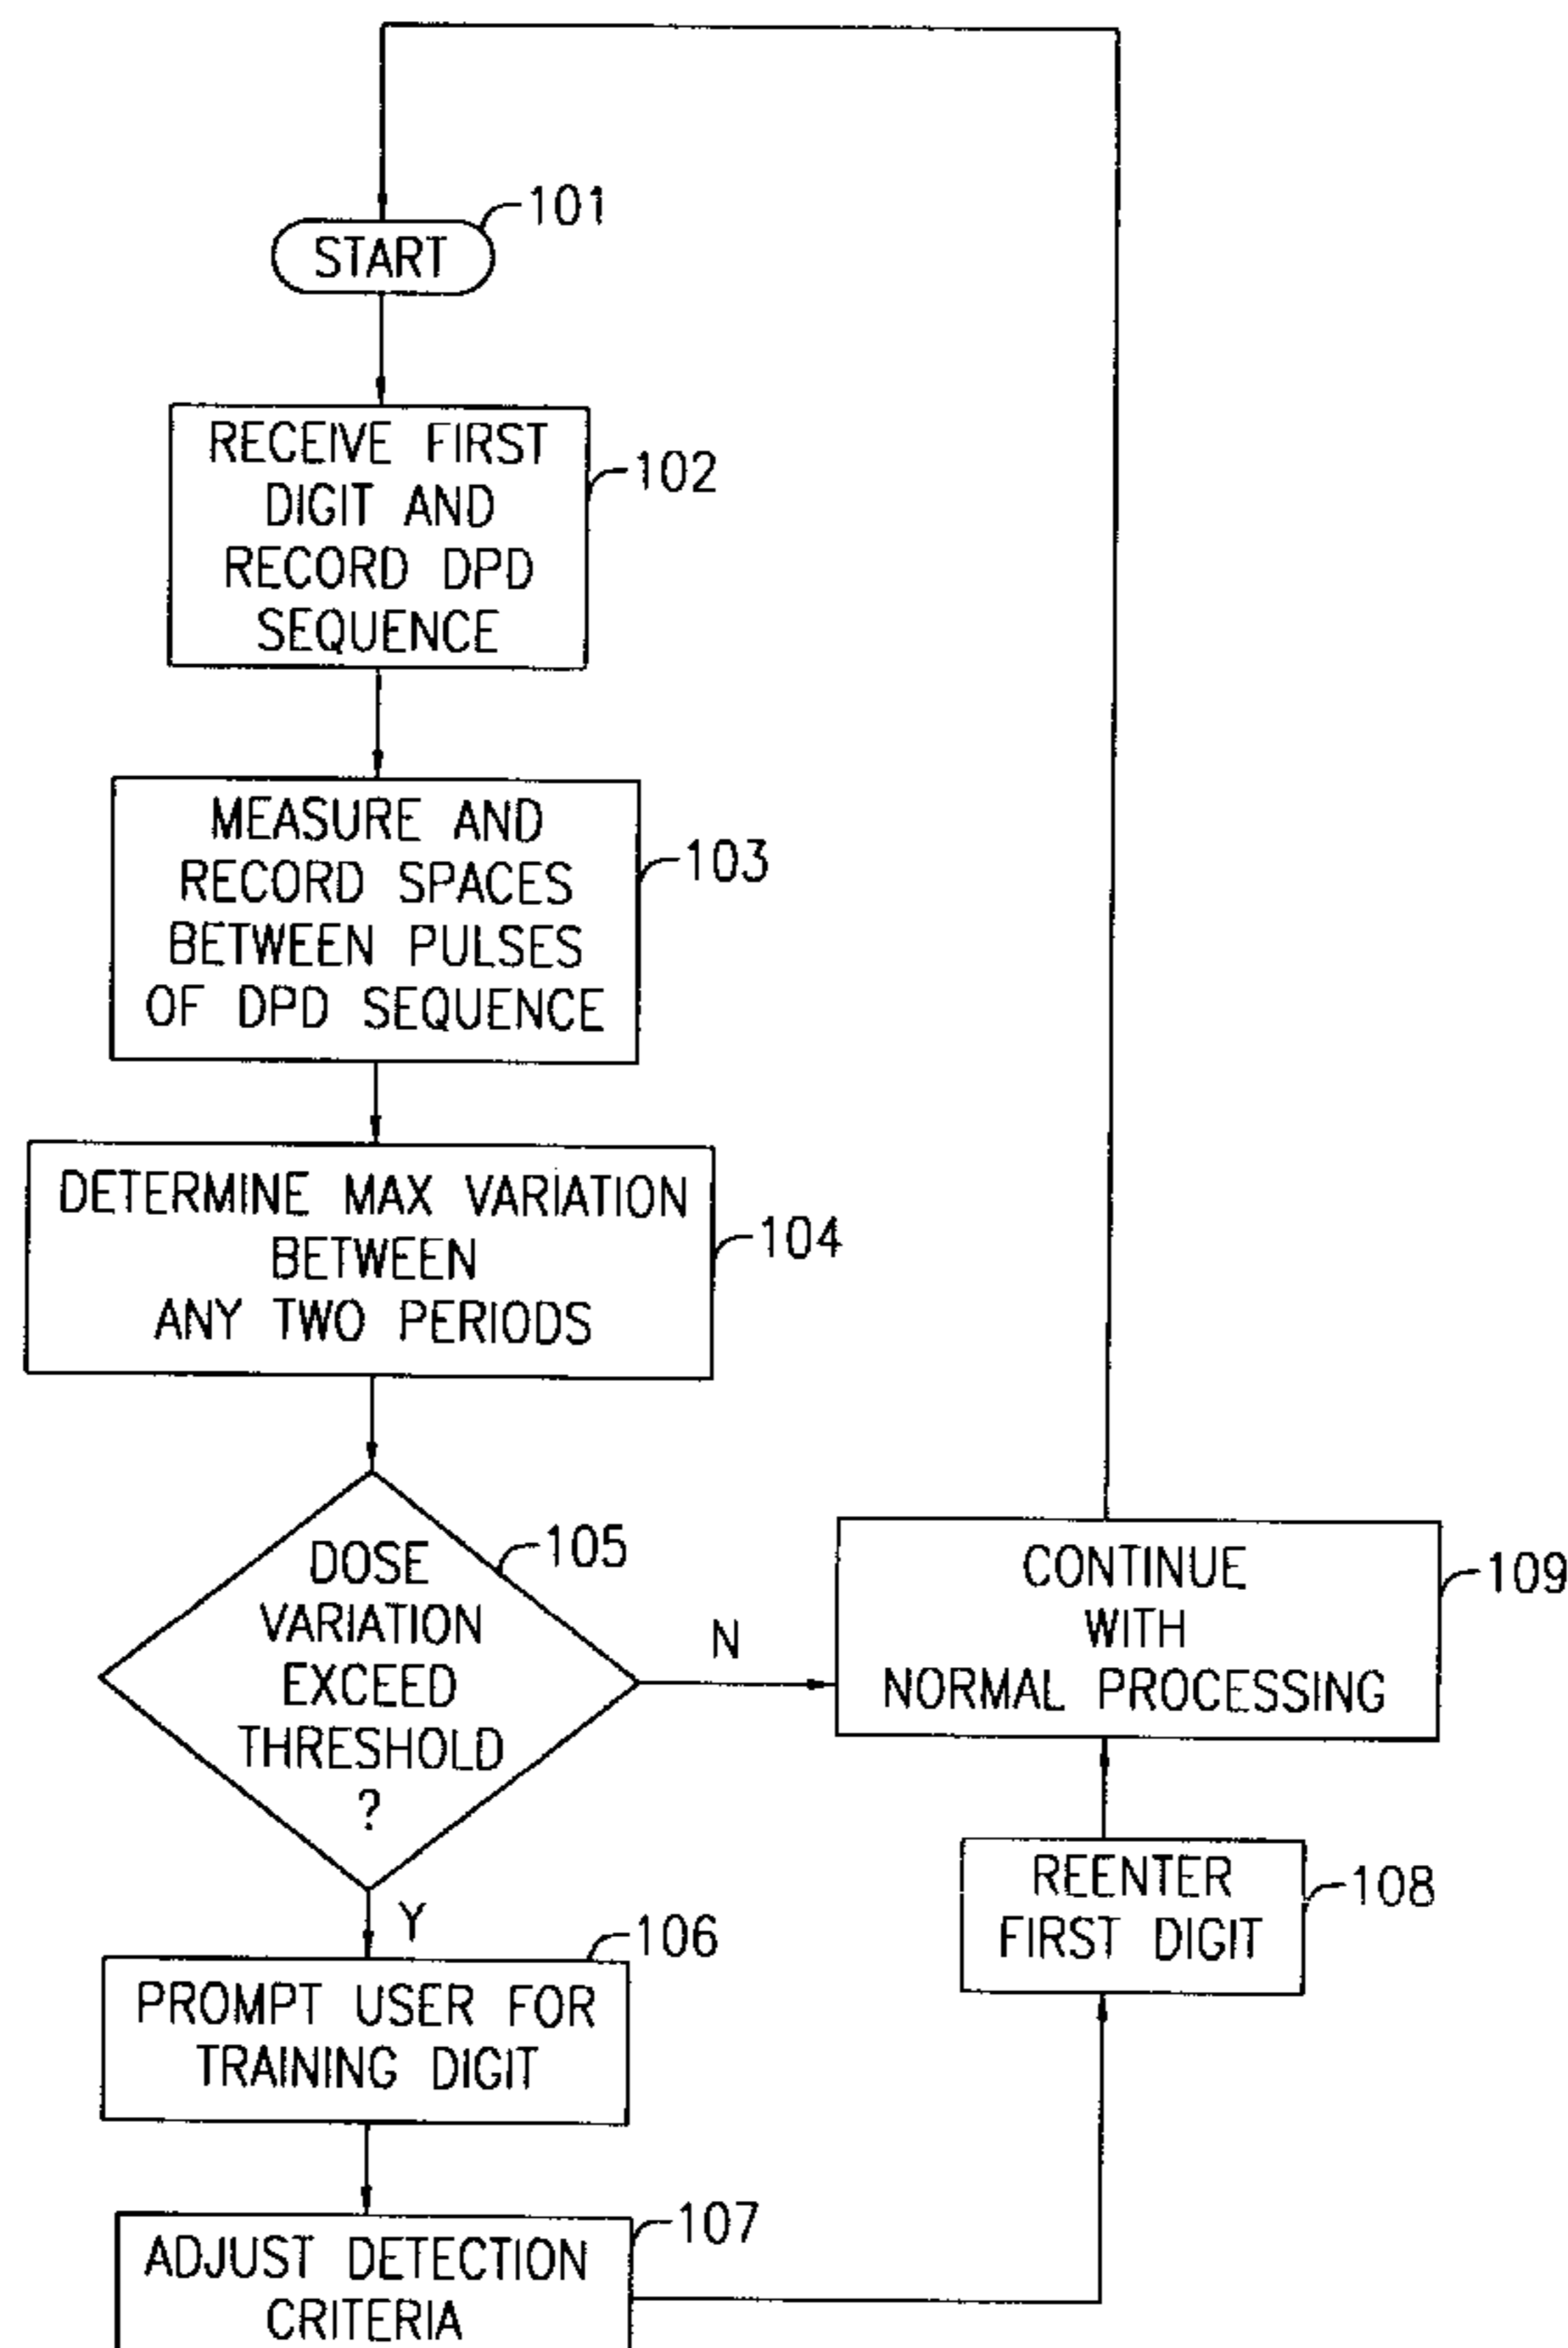 101
START
RECEIVE FIRST
DIGIT AND
RECORD DPD
SEQUENCE
102
MEASURE AND
RECORD SPACES
BETWEEN PULSES
OF DPD SEQUENCE
103
DETERMINE MAX VARIATION
BETWEEN
ANY TWO PERIODS
104
DOSE
VARIATION
EXCEED
THRESHOLD
?
105
N
Y
CONTINUE
WITH
NORMAL PROCESSING
109
REENTER
FIRST DIGIT
108
PROMPT USER FOR
TRAINING DIGIT
106
ADJUST DETECTION
CRITERIA
107